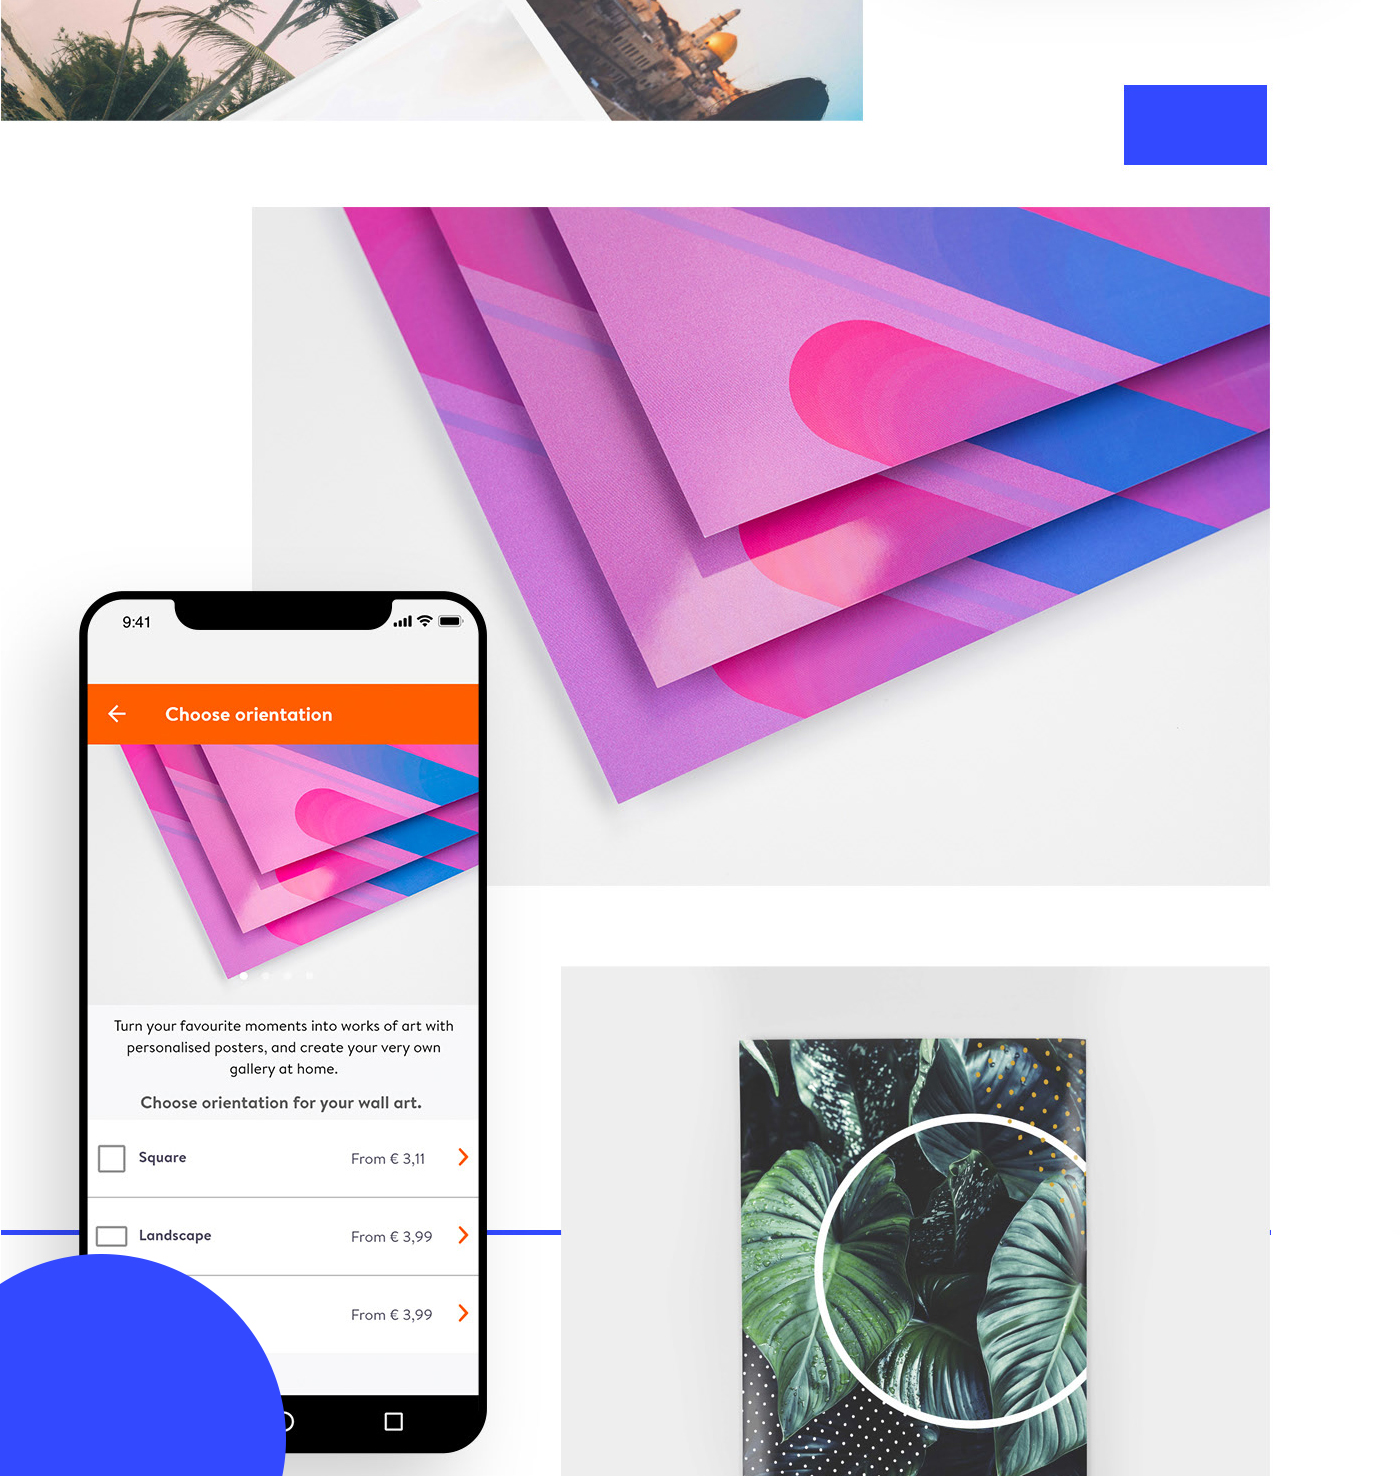 9:41
Choose orientation
Turn your favourite moments into works of art with
personalised posters, and create your very own
gallery at home.
Choose orientation for your wall art.
Square From € 3,11
Landscape From € 3,99
From € 3,99